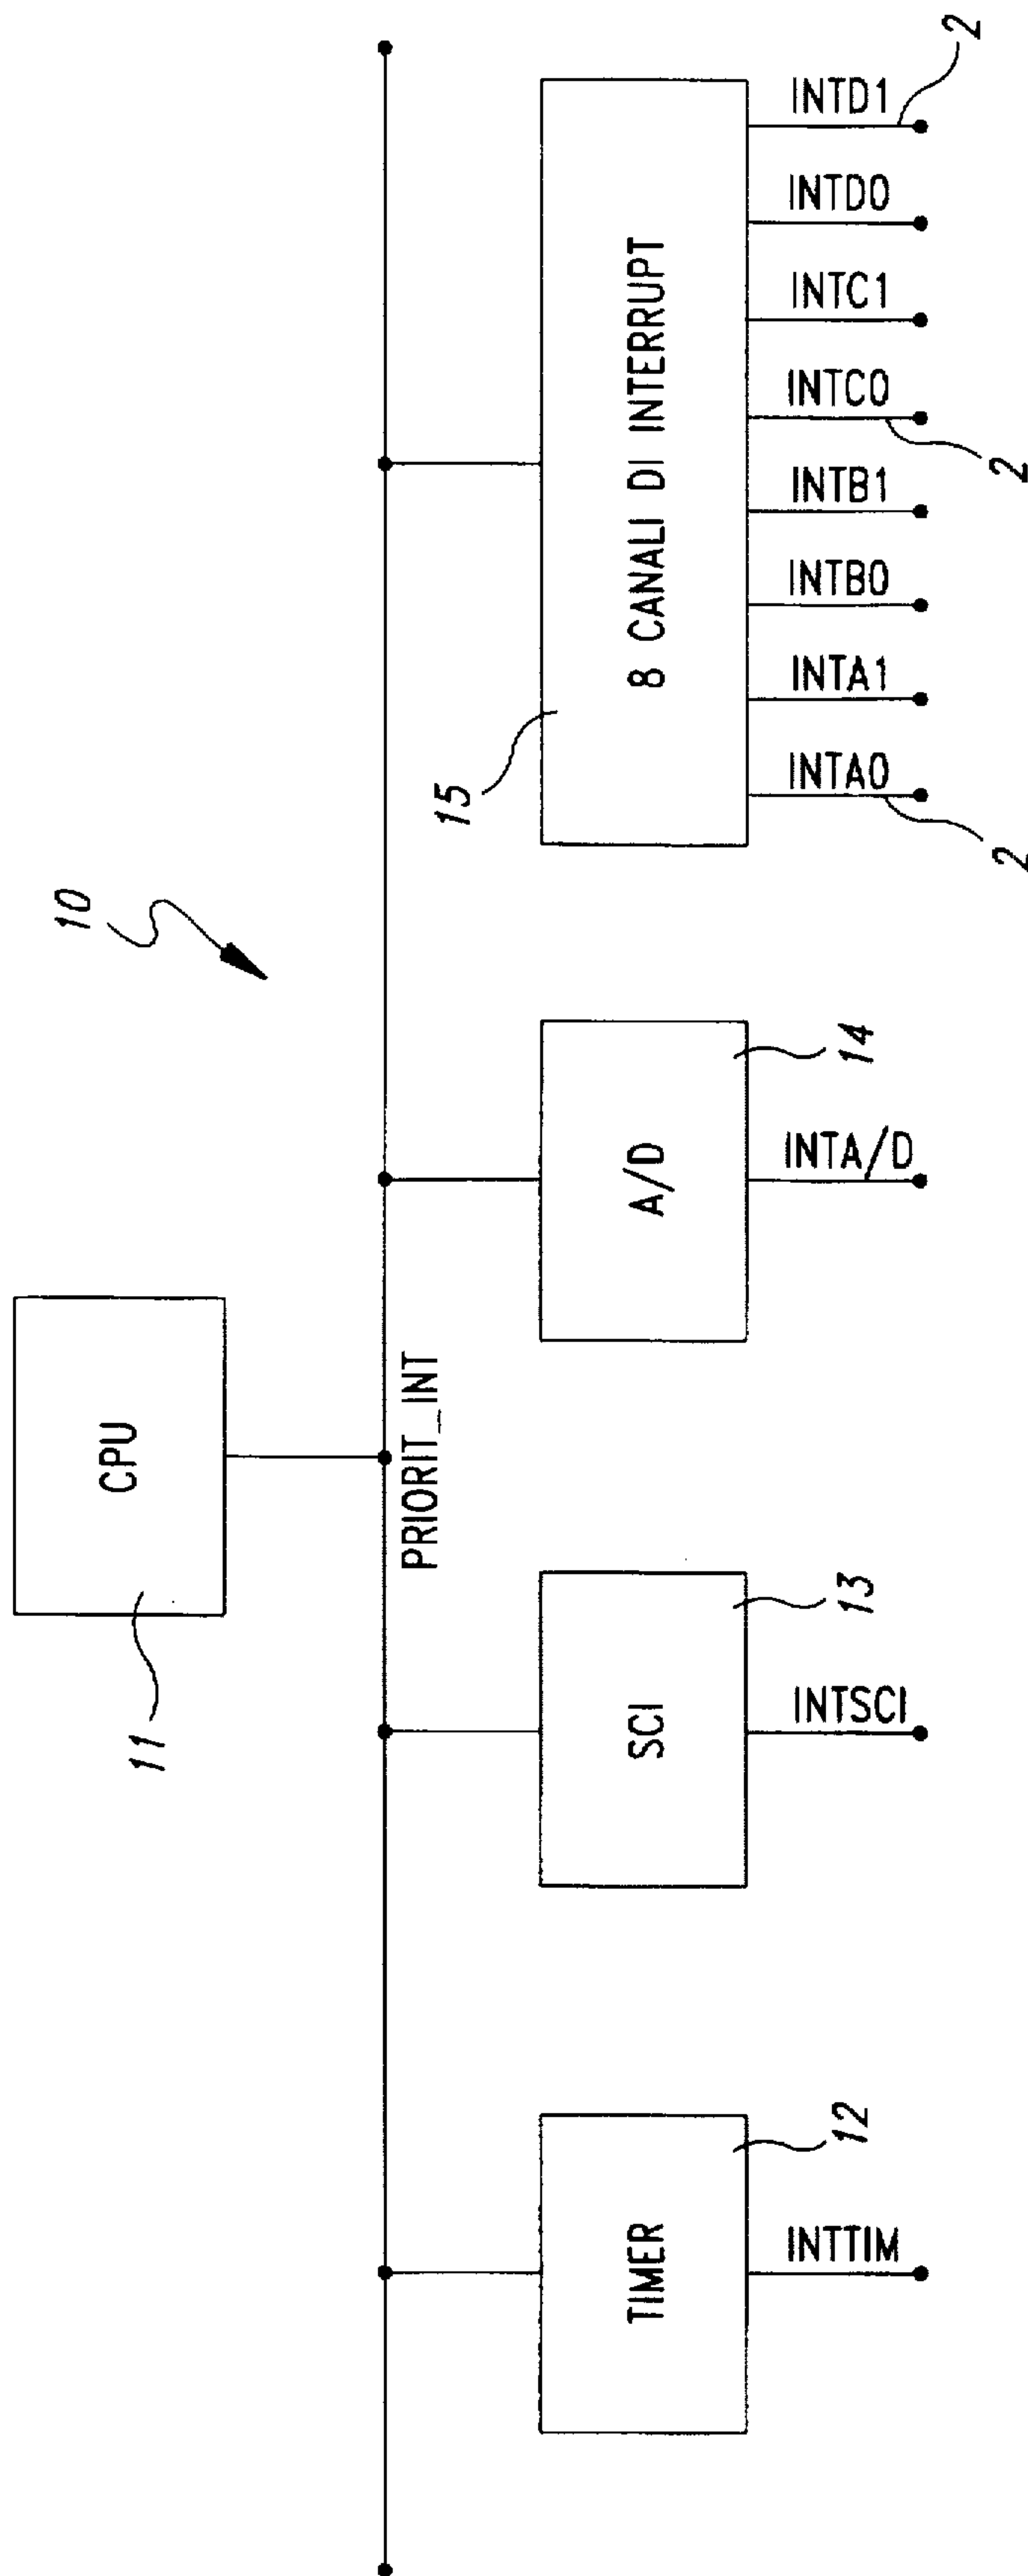 10
CPU
11
PRIORIT_INT
TIMER
12
INTTIM
SCI
13
INTSCI
A/D
14
INTA/D
15
8 CANALI DI INTERRUPT
INTA0
INTA1
INTB0
INTB1
INTC0
INTC1
INTD0
INTD1
2
2
2